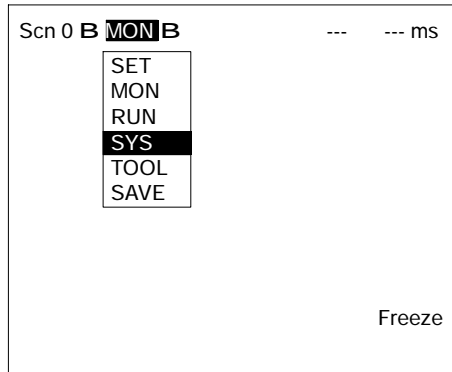 Scn 0 B MON B --- --- ms
SET
MON
RUN
SYS
TOOL
SAVE
Freeze